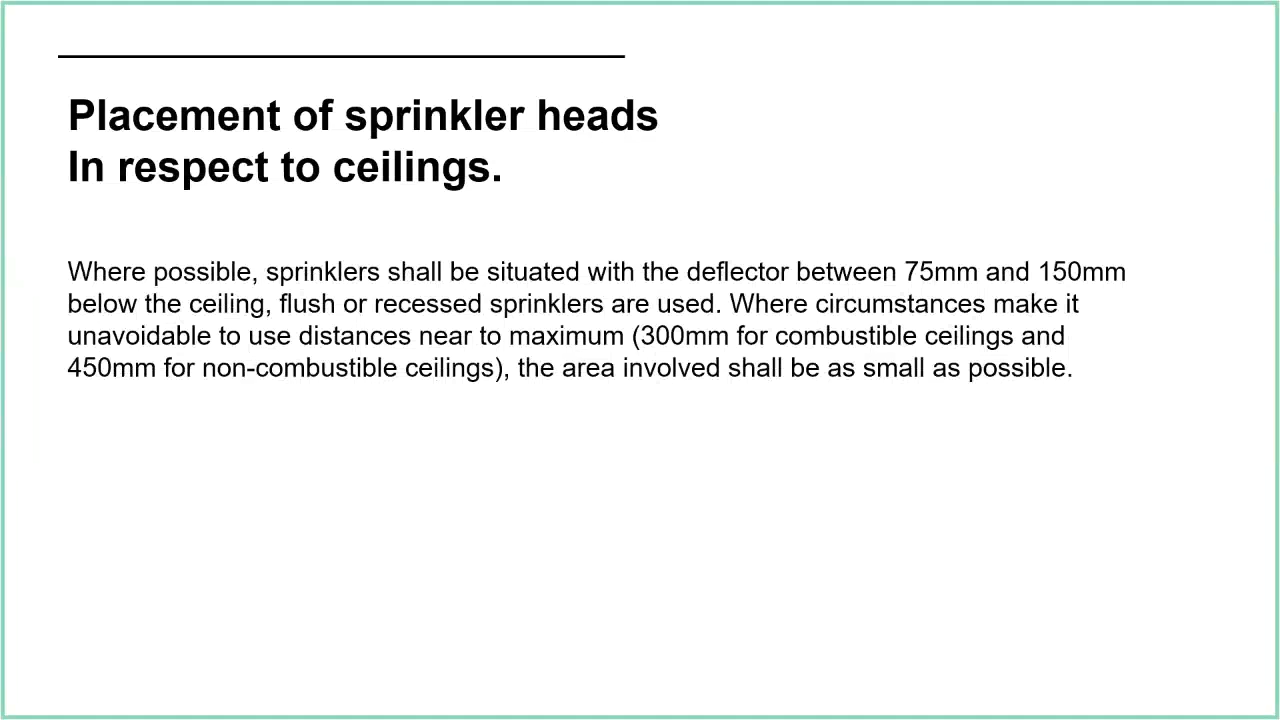 Placement of sprinkler heads
In respect to ceilings.
Where possible, sprinklers shall be situated with the deflector between 75mm and 150mm
below the ceiling, flush or recessed sprinklers are used. Where circumstances make it
unavoidable to use distances near to maximum (300mm for combustible ceilings and
450mm for non-combustible ceilings), the area involved shall be as small as possible.